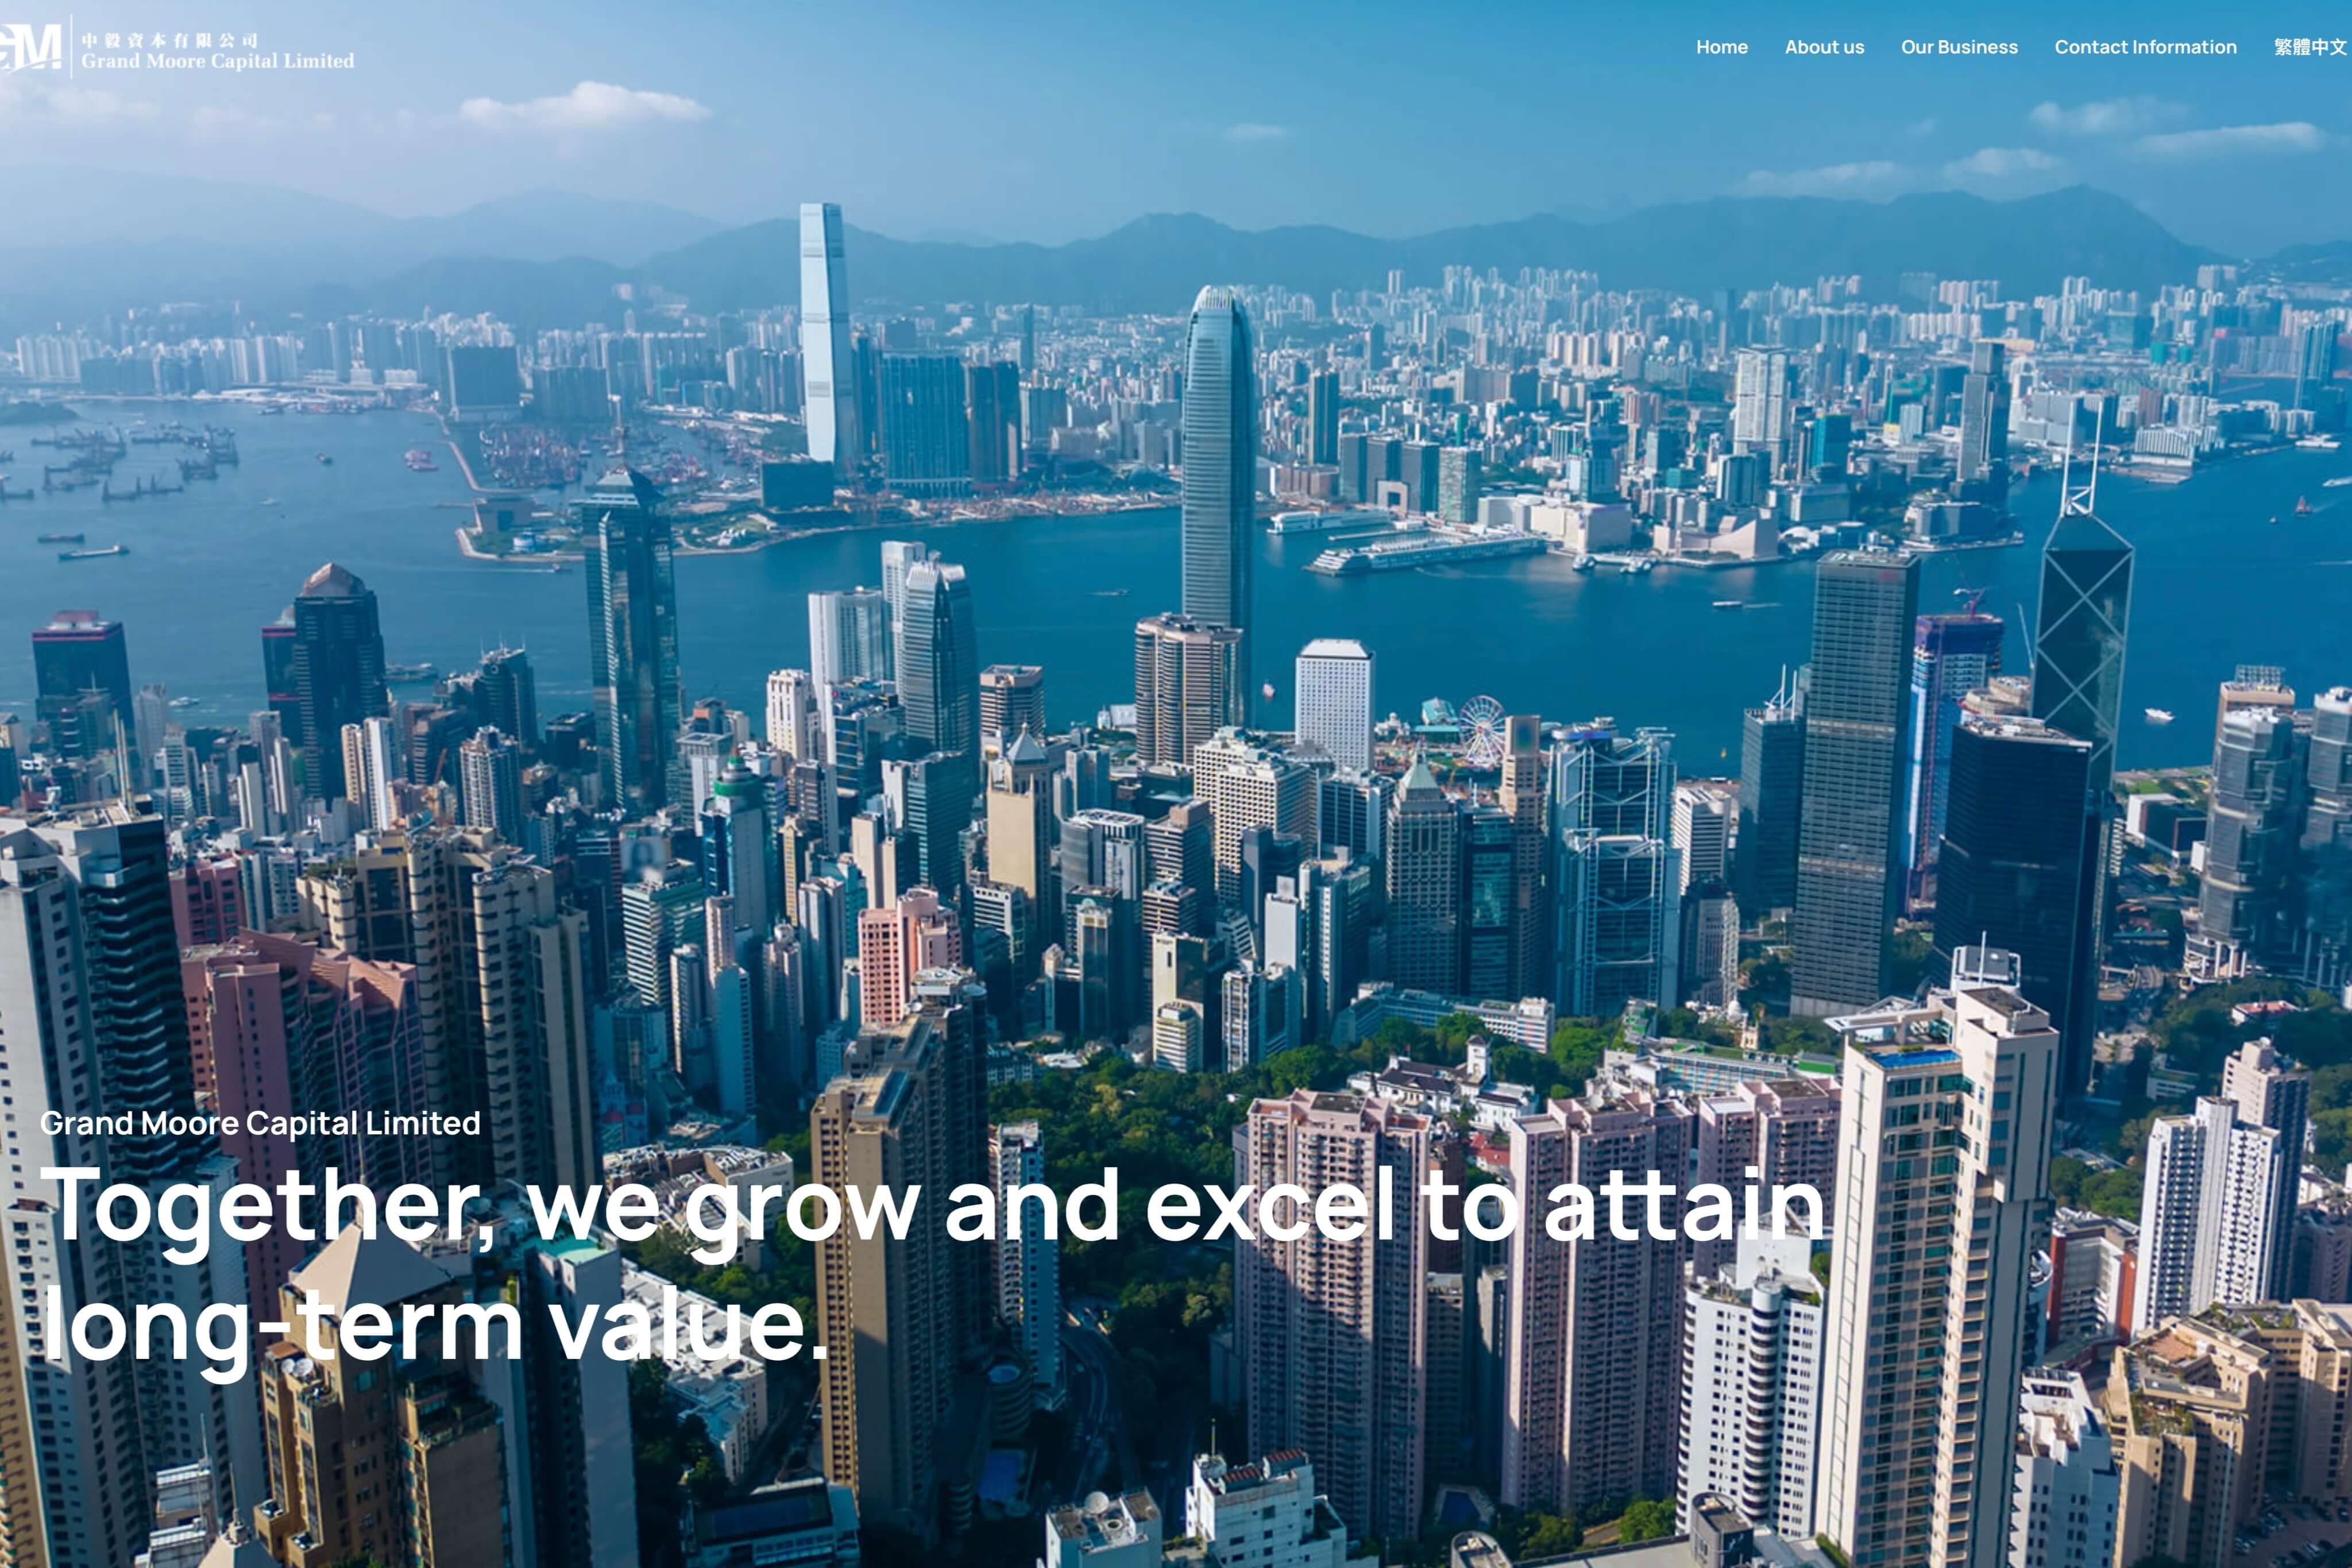 GM
中毅資本有限公司
Grand Moore Capital Limited
Home About us Our Business Contact Information 繁體中文
Grand Moore Capital Limited
Together, we grow and excel to attain
long-term value.